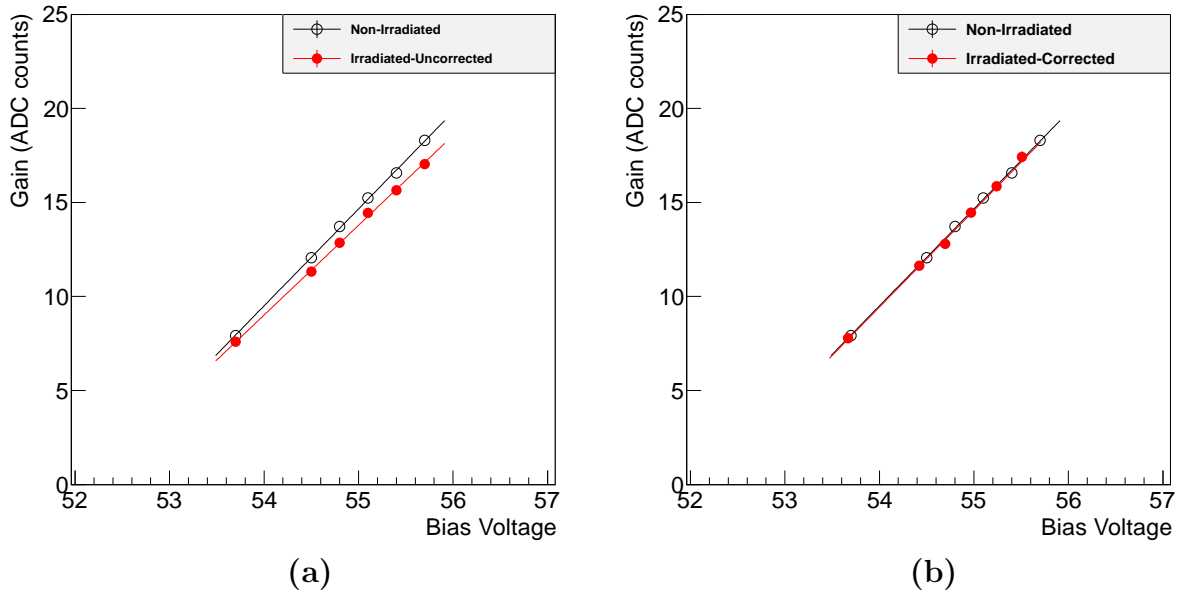 25
20
15
10
5
0
Gain (ADC counts)
Non-Irradiated
Irradiated-Uncorrected
52 53 54 55 56 57
Bias Voltage
(a)
25
20
15
10
5
0
Gain (ADC counts)
Non-Irradiated
Irradiated-Corrected
52 53 54 55 56 57
Bias Voltage
(b)